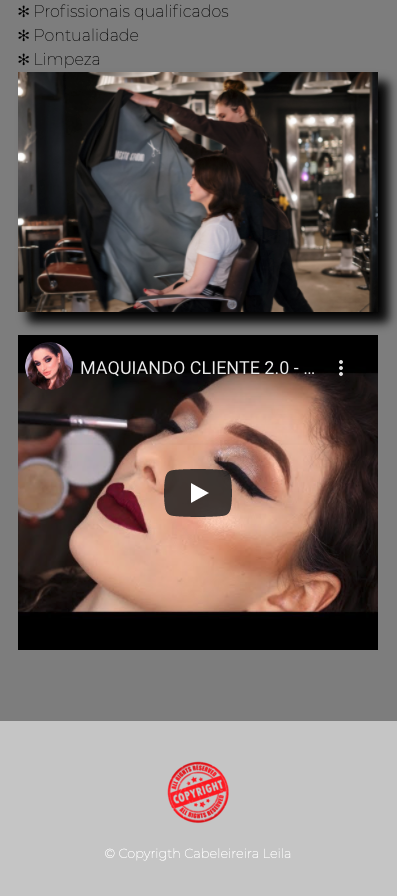 ✻ Profissionais qualificados
✻ Pontualidade
✻ Limpeza
MAQUIANDO CLIENTE 2.0 - ...
ALL RIGHTS RESERVED
COPYRIGHT
ALL RIGHTS RESERVED
© Copyrigth Cabeleireira Leila